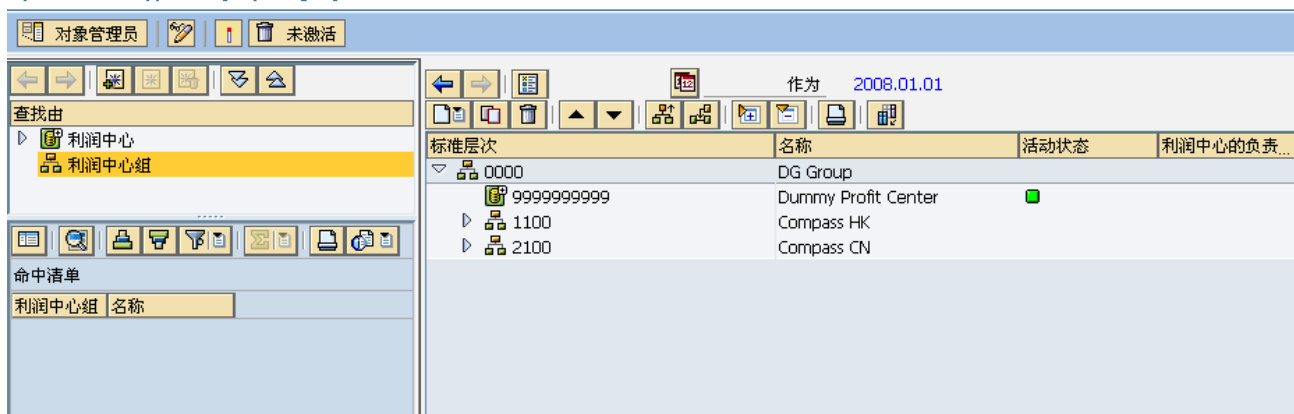 对象管理员 未激活
查找由
利润中心
利润中心组
命中清单
利润中心组 名称
作为 2008.01.01
标准层次 名称 活动状态 利润中心的负责...
0000 DG Group
9999999999 Dummy Profit Center
1100 Compass HK
2100 Compass CN